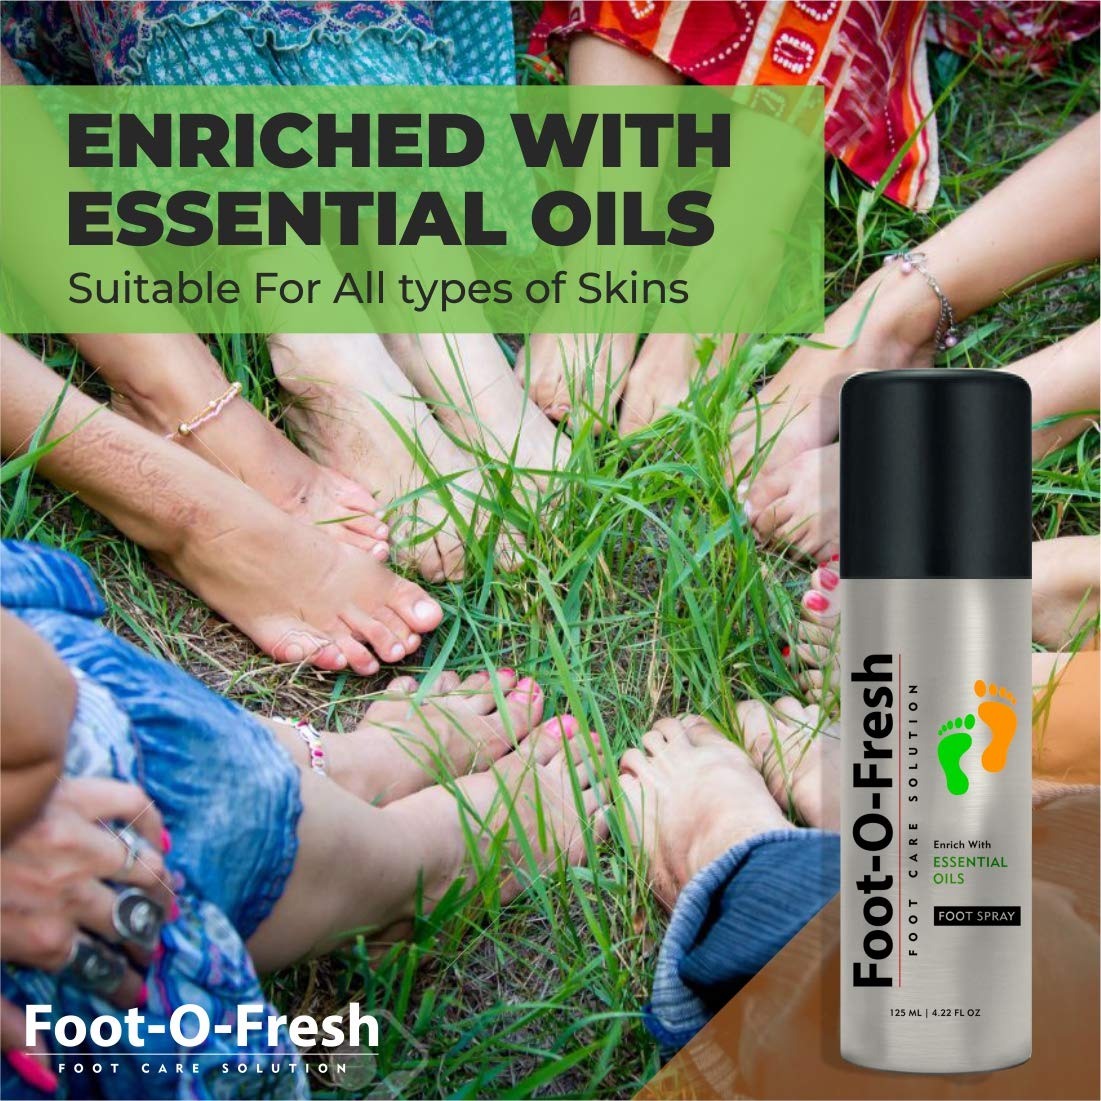 ENRICHED WITH
ESSENTIAL OILS
Suitable For All types of Skins
Foot-O-Fresh
FOOT CARE SOLUTION
Enrich With
ESSENTIAL
OILS
FOOT SPRAY
125 ML | 4.22 FL OZ
Foot-O-Fresh
FOOT CARE SOLUTION